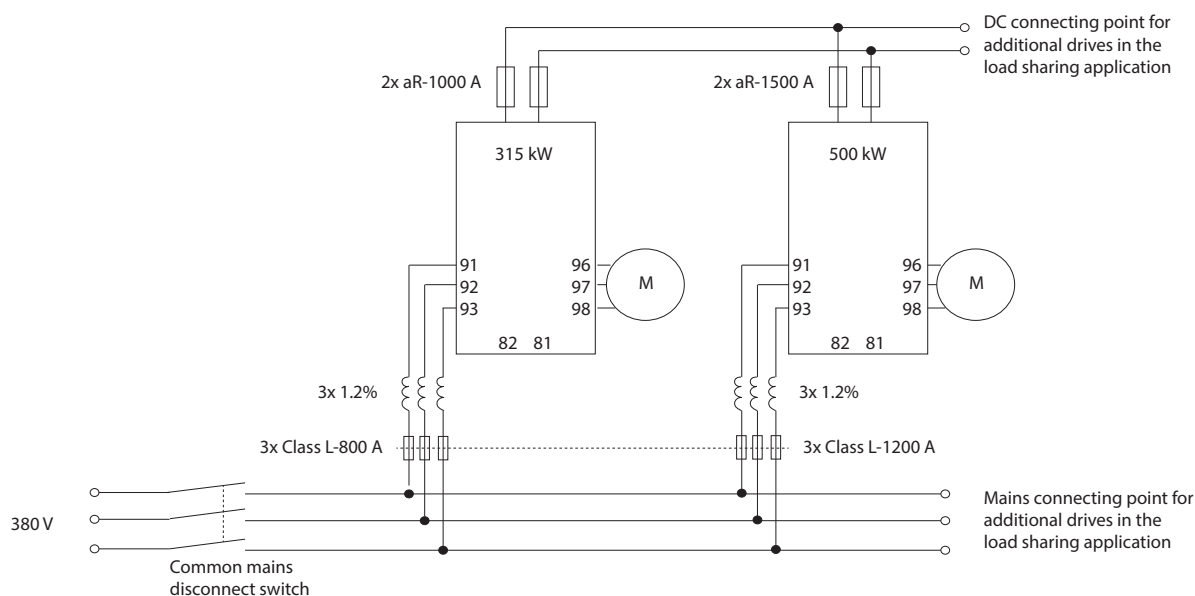 DC connecting point for
additional drives in the
load sharing application
2x aR-1000 A
2x aR-1500 A
315 kW
500 kW
91
92
93
96
97
98
M
82 81
91
92
93
96
97
98
M
82 81
3x 1.2%
3x 1.2%
3x Class L-800 A
3x Class L-1200 A
380 V
Mains connecting point for
additional drives in the
load sharing application
Common mains
disconnect switch